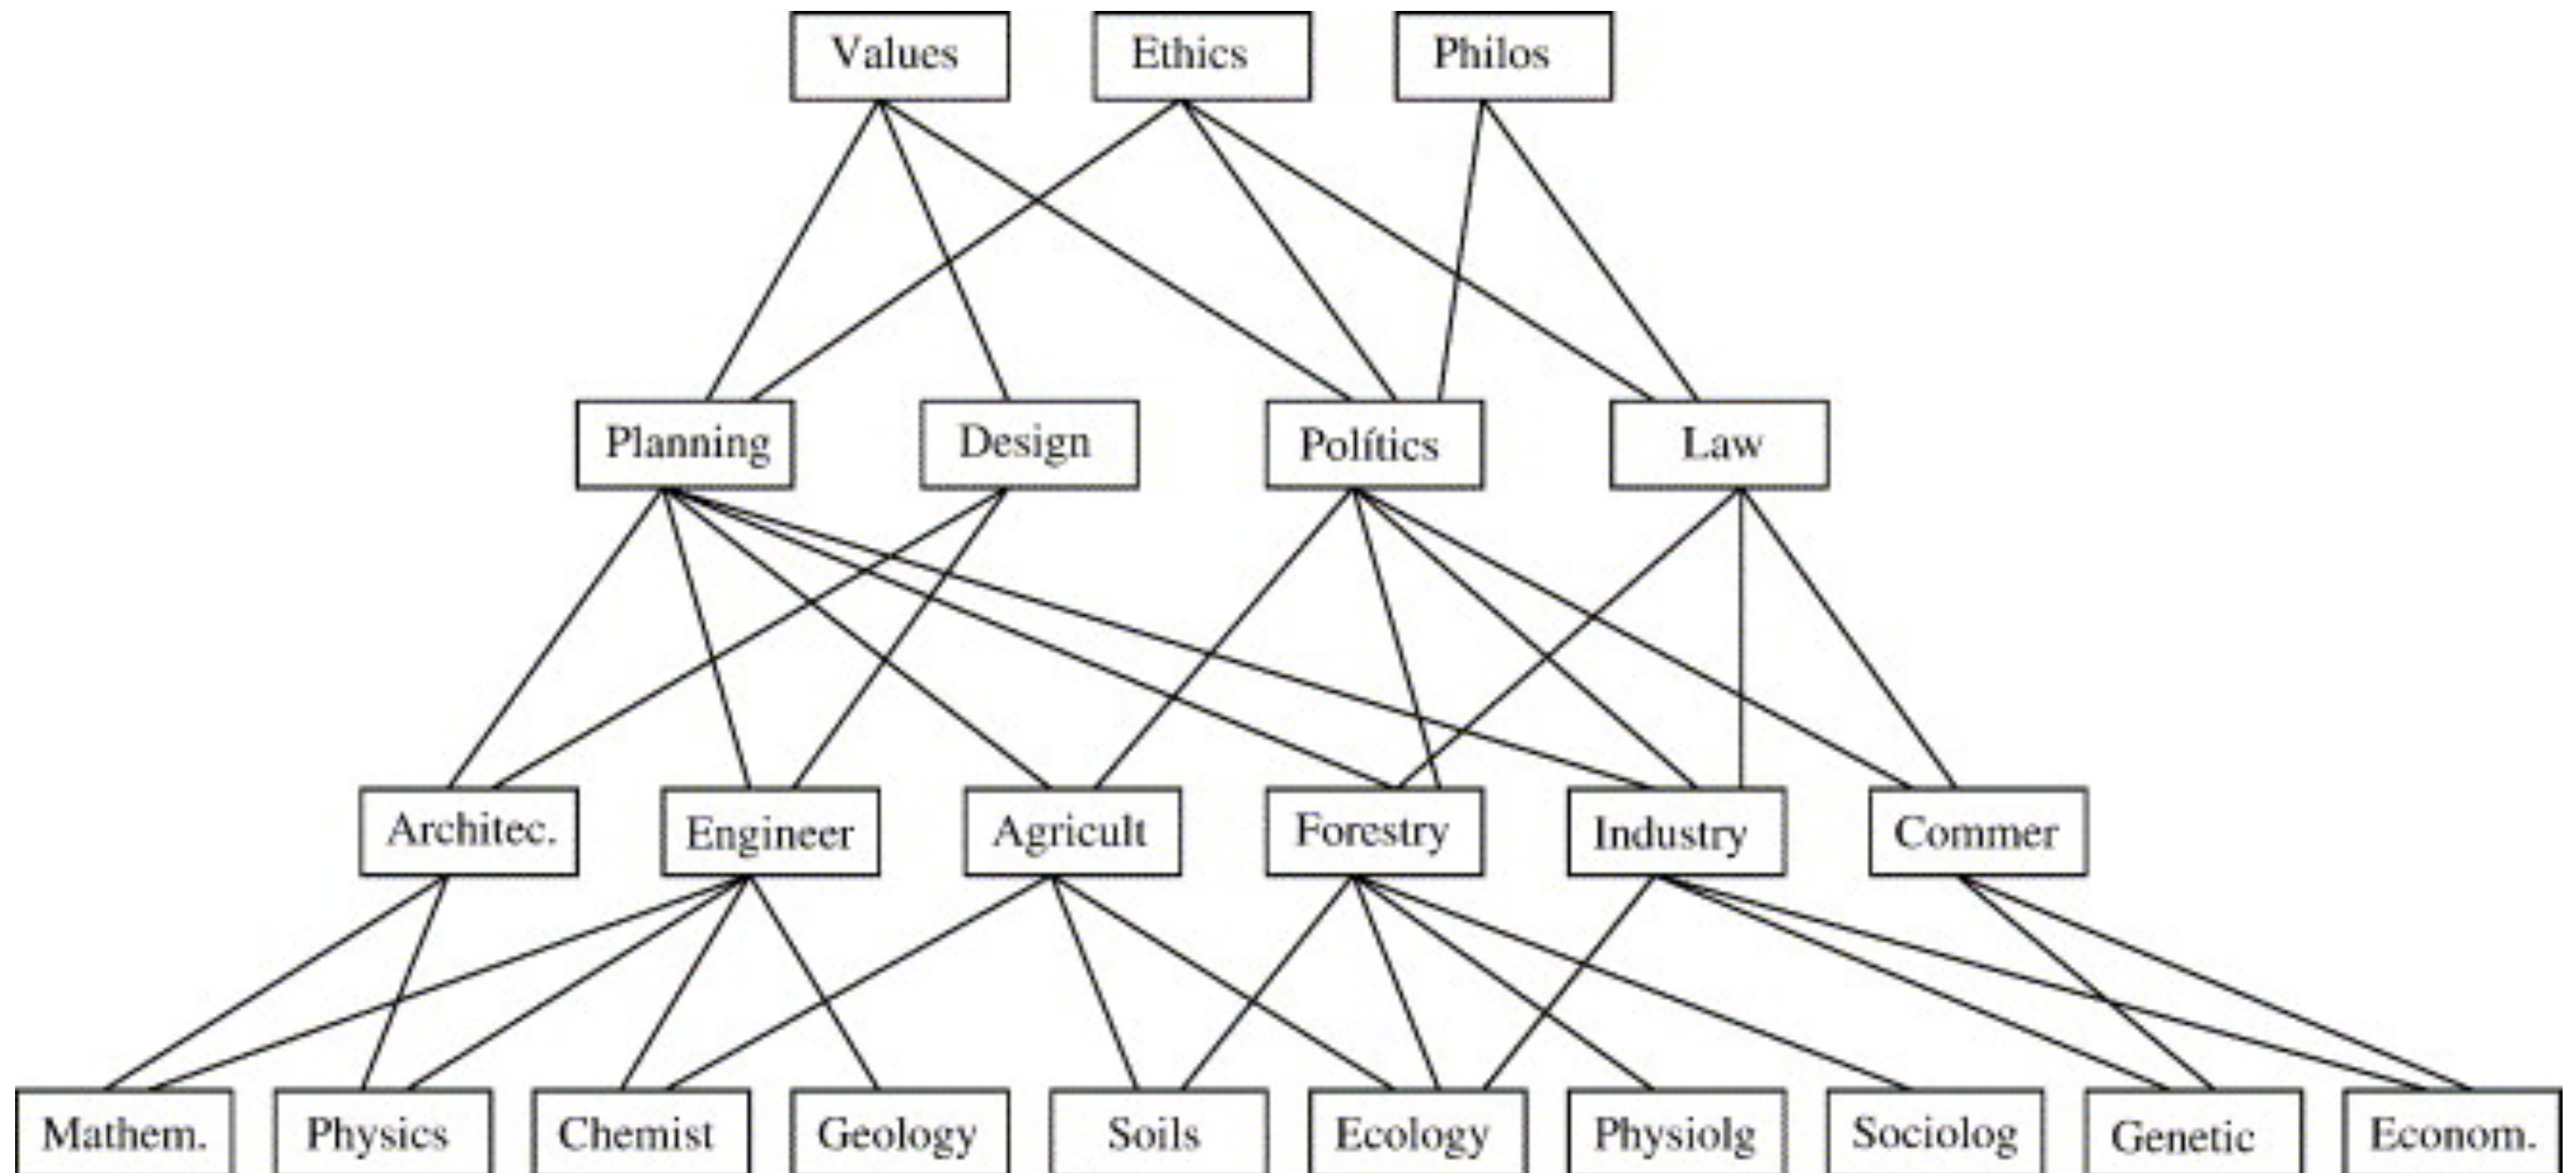 Values
Ethics
Philos
Planning
Design
Polítics
Law
Architec.
Engineer
Agricult
Forestry
Industry
Commer
Mathem.
Physics
Chemist
Geology
Soils
Ecology
Physiolg
Sociolog
Genetic
Econom.